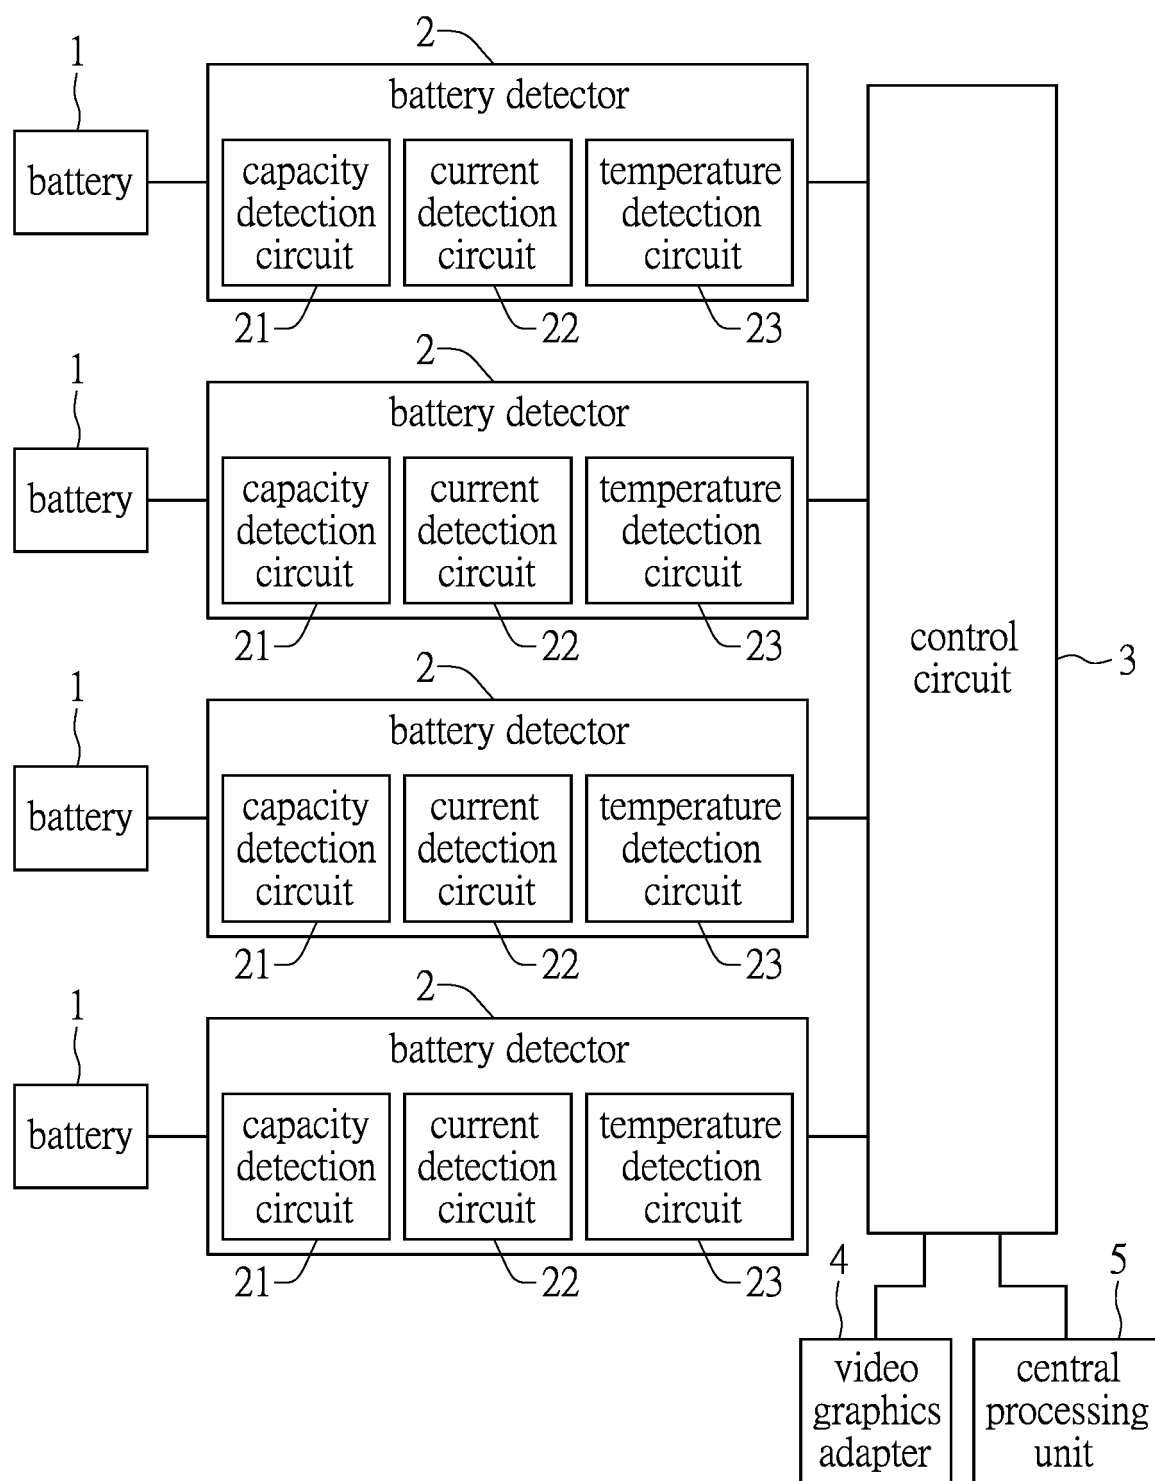 1
2
battery detector
battery
capacity
detection
circuit
current
detection
circuit
temperature
detection
circuit
21
22
23
1
2
battery detector
battery
capacity
detection
circuit
current
detection
circuit
temperature
detection
circuit
21
22
23
control
circuit
3
1
2
battery detector
battery
capacity
detection
circuit
current
detection
circuit
temperature
detection
circuit
21
22
23
1
2
battery detector
battery
capacity
detection
circuit
current
detection
circuit
temperature
detection
circuit
21
22
23
4
5
video
graphics
adapter
central
processing
unit